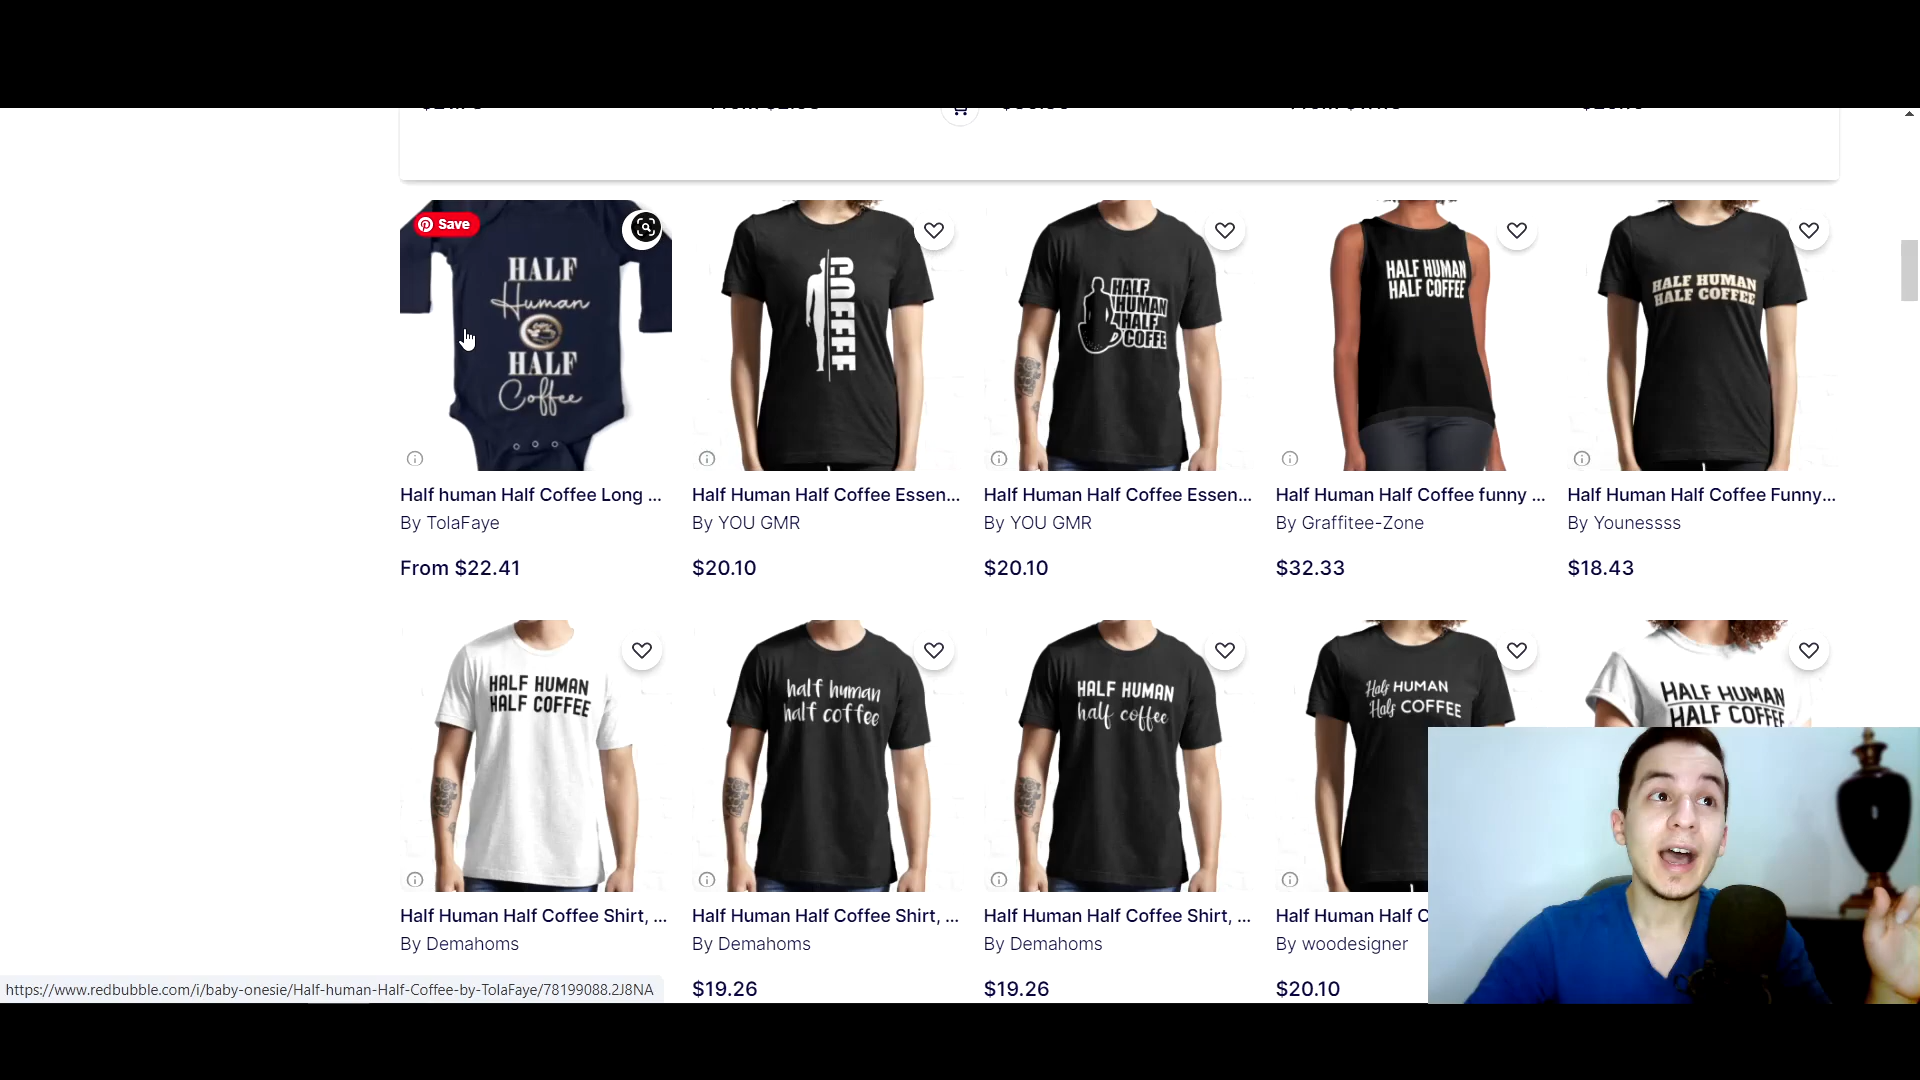 Save
HALF
Human
HALF
Coffee
COFFEE
HALF
HUMAN
HALF
COFFE
HALF HUMAN
HALF COFFEE
HALF HUMAN
HALF COFFEE
Half human Half Coffee Long ...
Half Human Half Coffee Essen...
Half Human Half Coffee Essen...
Half Human Half Coffee funny ...
Half Human Half Coffee Funny...
By TolaFaye
By YOU GMR
By YOU GMR
By Graffitee-Zone
By Younessss
From $22.41
$20.10
$20.10
$32.33
$18.43
HALF HUMAN
HALF COFFEE
half human
half coffee
HALF HUMAN
half coffee
Half HUMAN
Half COFFEE
HALF HUMAN
HALF COFFEE
Half Human Half Coffee Shirt, ...
Half Human Half Coffee Shirt, ...
Half Human Half Coffee Shirt, ...
Half Human Half C
By Demahoms
By Demahoms
By Demahoms
By woodesigner
https://www.redbubble.com/i/baby-onesie/Half-human-Half-Coffee-by-TolaFaye/78199088.2J8NA
$19.26
$19.26
$20.10